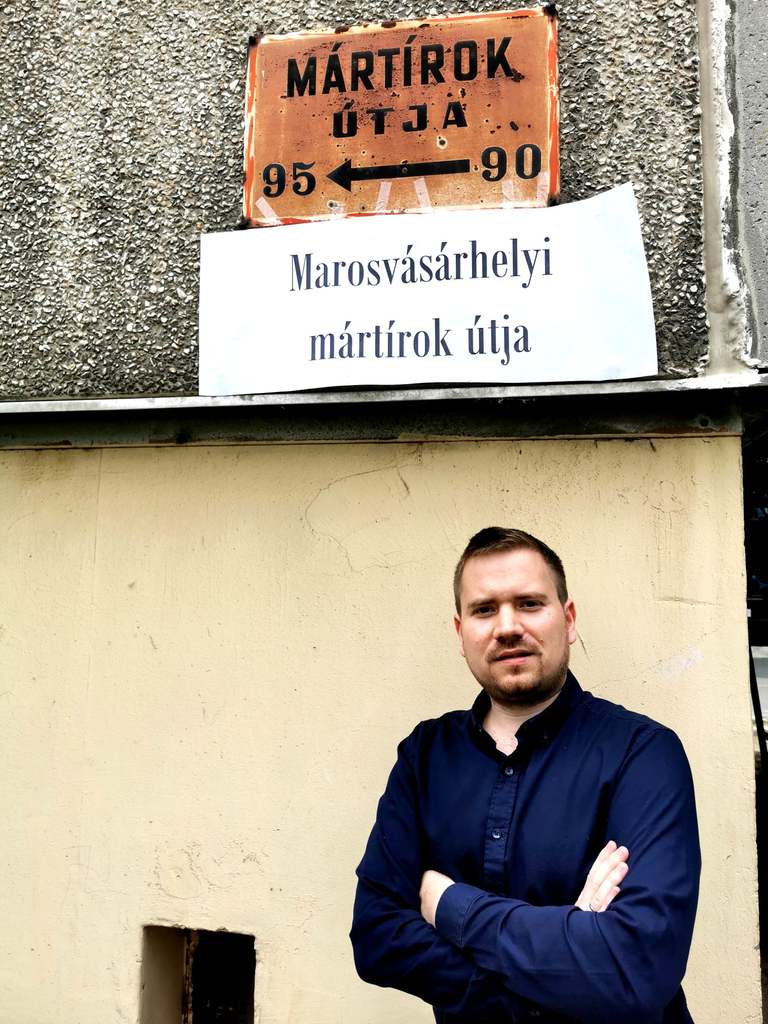 MÁRTÍROK
ÚTJA
95 ← 90
Marosvásárhelyi
mártírok útja